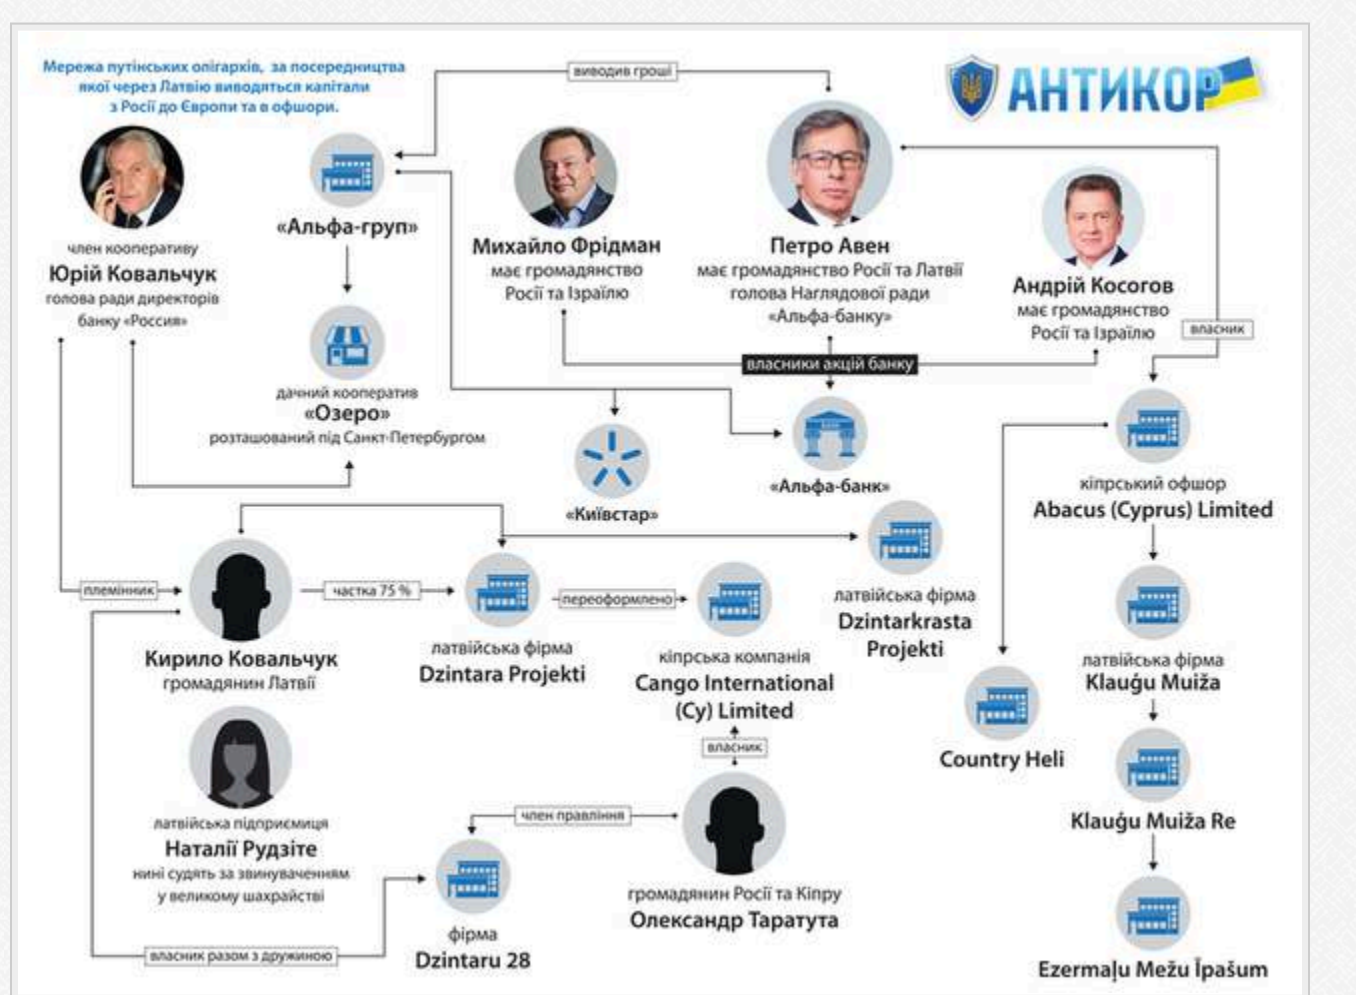 Мережа путінських олігархів, за посередництва
якої через Латвію виводяться капітали
з Росії до Європи та в офшори.
виводив гроші
АНТИКОР
член кооперативу
Юрій Ковальчук
голова ради директорів
банку «Россия»
«Альфа-груп»
Михайло Фрідман
має громадянство
Росії та Ізраїлю
Петро Авен
має громадянство Росії та Латвії
голова Наглядової ради
«Альфа-банку»
Андрій Косогов
має громадянство
Росії та Ізраїлю
власник
власники акцій банку
дачний кооператив
«Озеро»
розташований під Санкт-Петербургом
«Київстар»
«Альфа-банк»
кіпрський офшор
Abacus (Cyprus) Limited
племінник
частка 75 %
переоформлено
Кирило Ковальчук
громадянин Латвії
латвійська фірма
Dzintara Projekti
кіпрська компанія
Cango International
(Cy) Limited
латвійська фірма
Dzintarkrasta
Projekti
латвійська фірма
Klauģu Muiža
власник
Country Heli
Klauģu Muiža Re
латвійська підприємиця
Наталії Рудзіте
нині судять за звинуваченням
у великому шахрайстві
член правління
громадянин Росії та Кіпру
Олександр Таратута
власник разом з дружиною
фірма
Dzintaru 28
Ezermaļu Mežu Īpašum